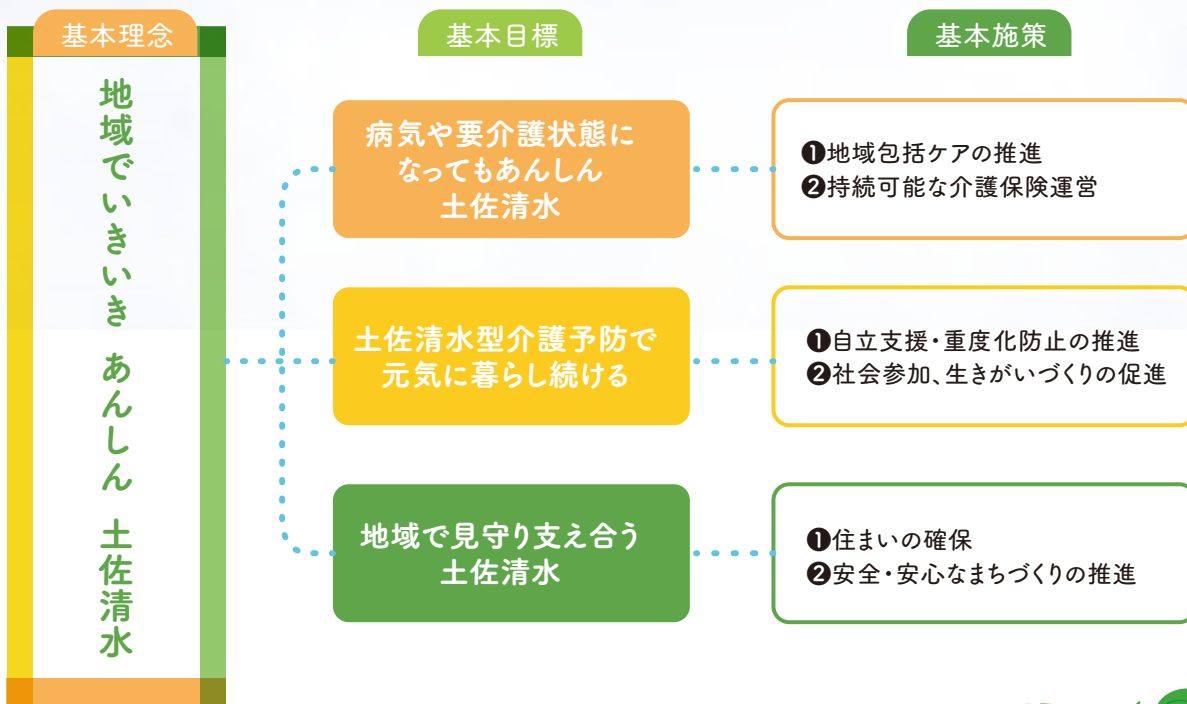 基本理念
地域でいきいき あんしん 土佐清水
基本目標
病気や要介護状態に
なってもあんしん
土佐清水
土佐清水型介護予防で
元気に暮らし続ける
地域で見守り支え合う
土佐清水
基本施策
❶地域包括ケアの推進
❷持続可能な介護保険運営
❶自立支援・重度化防止の推進
❷社会参加、生きがいづくりの促進
❶住まいの確保
❷安全・安心なまちづくりの推進